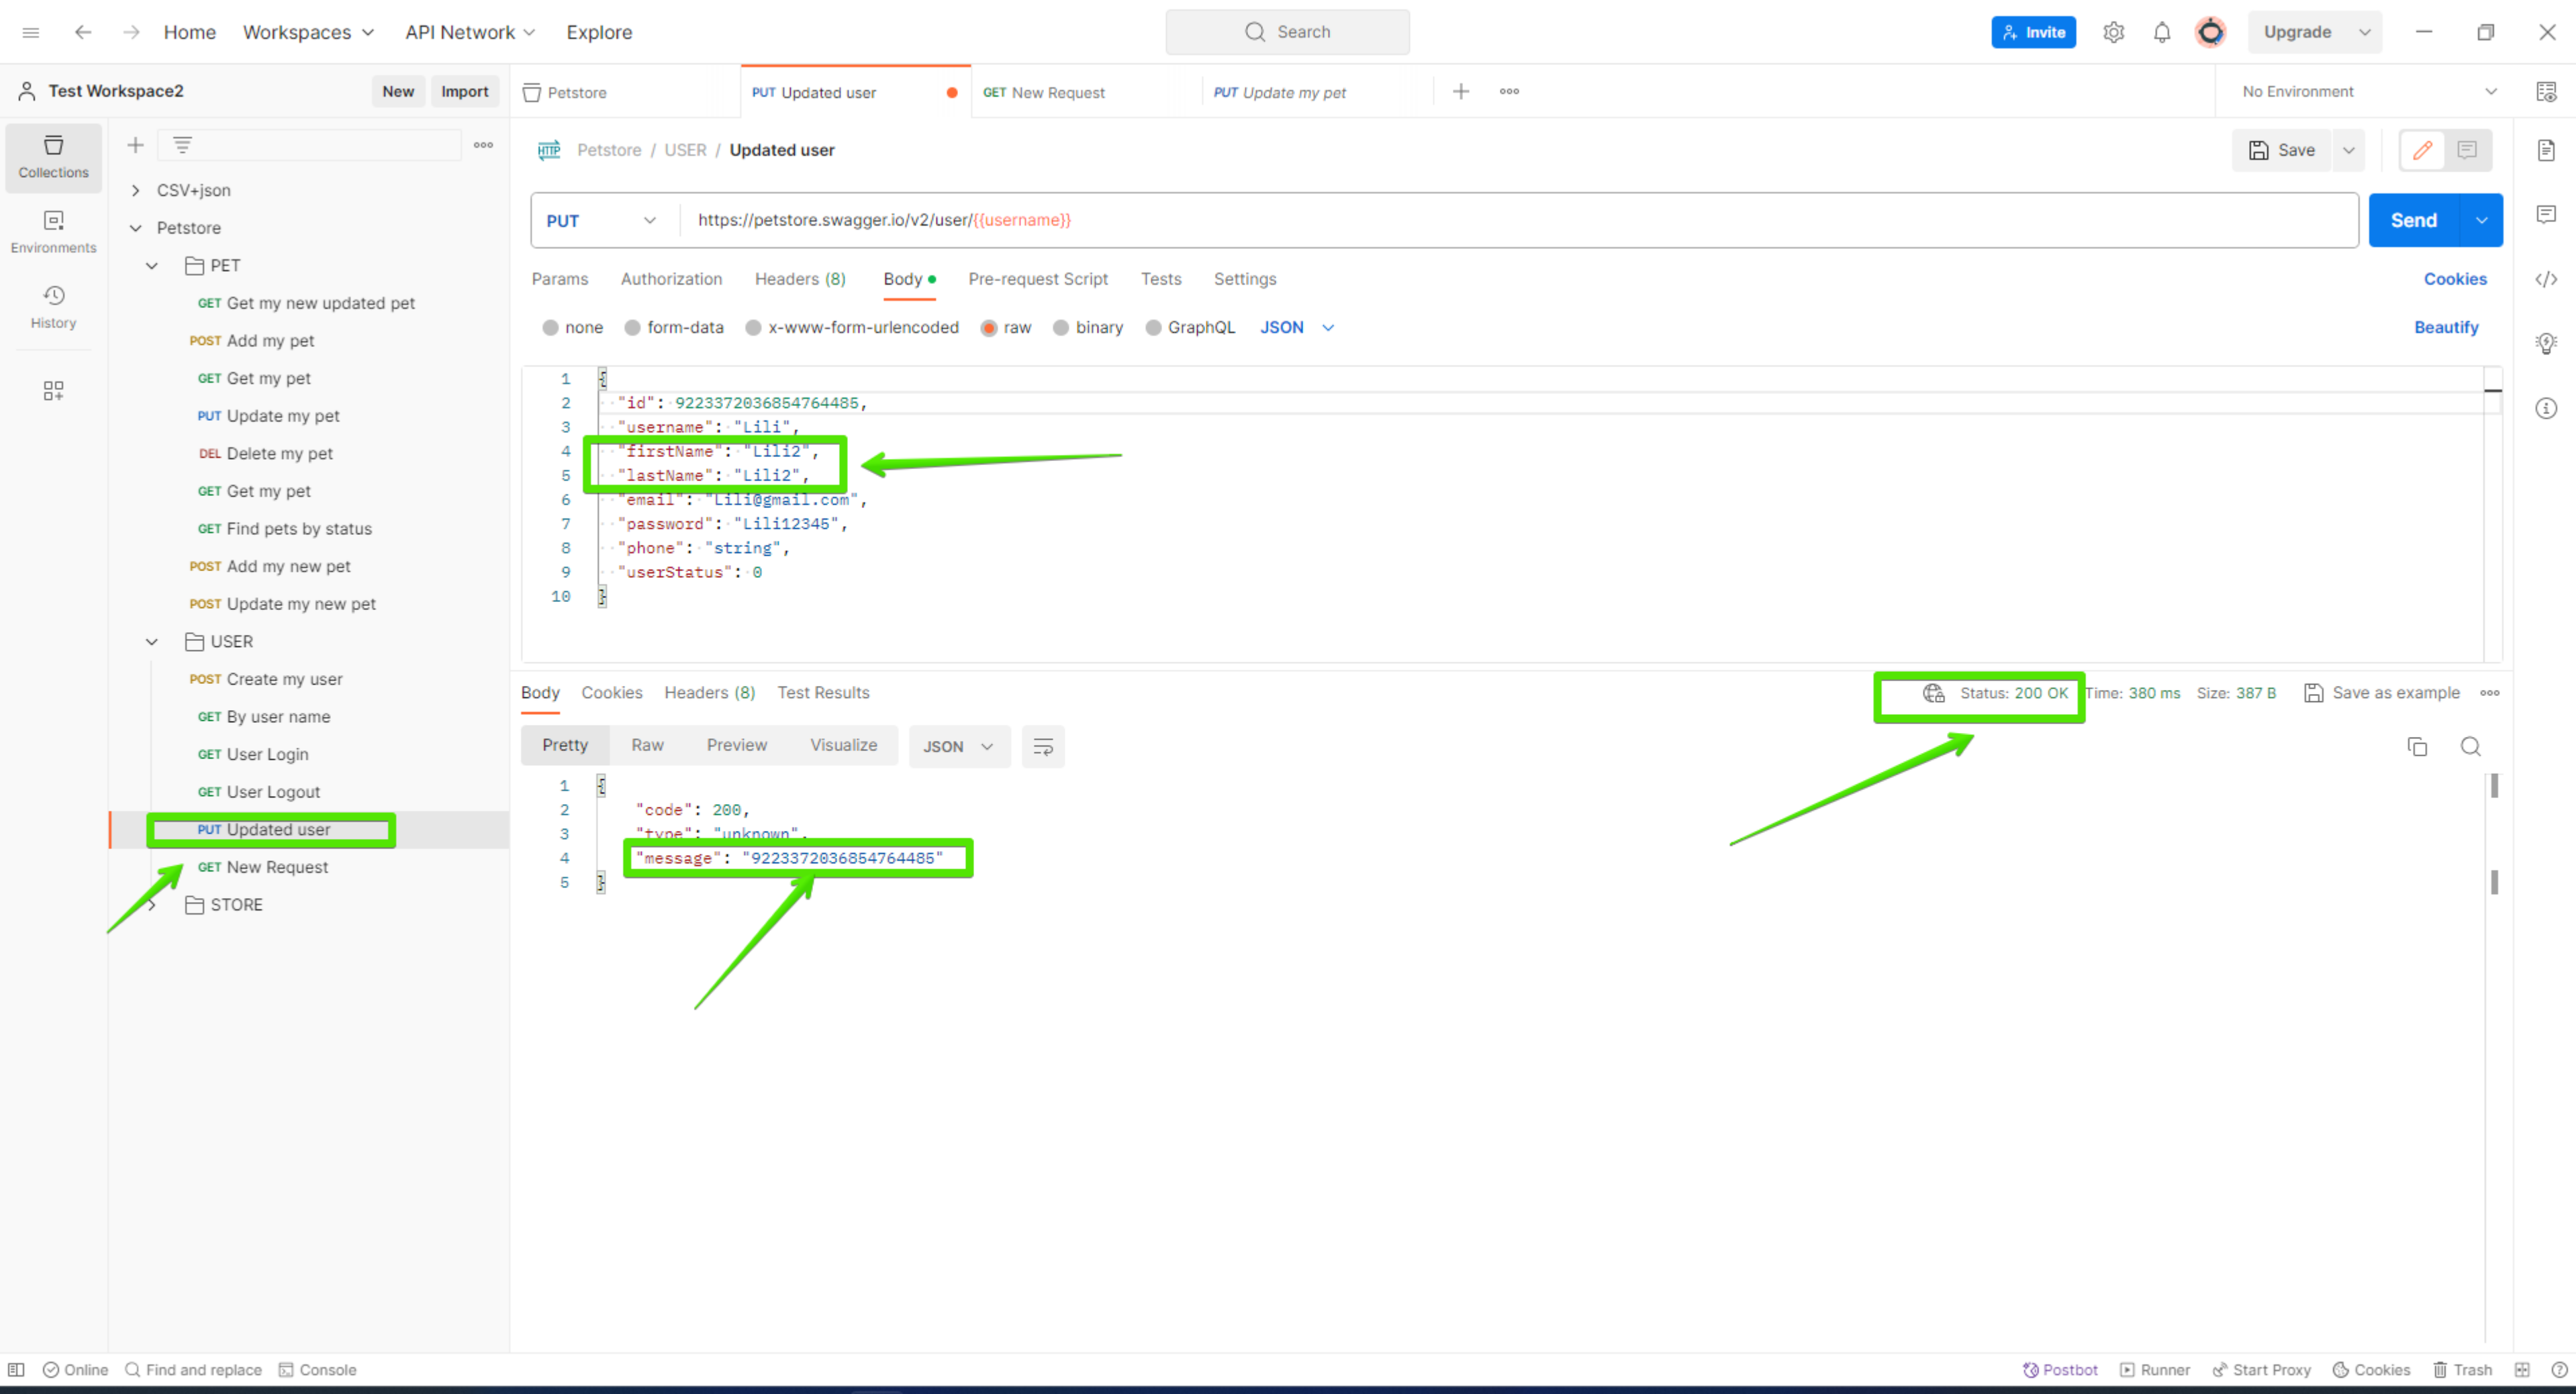 Home Workspaces API Network Explore Search Invite Upgrade
Test Workspace2 New Import Petstore PUT Updated user GET New Request PUT Update my pet No Environment
Collections
Environments
History
CSV+json
Petstore
PET
GET Get my new updated pet
POST Add my pet
GET Get my pet
PUT Update my pet
DEL Delete my pet
GET Get my pet
GET Find pets by status
POST Add my new pet
POST Update my new pet
USER
POST Create my user
GET By user name
GET User Login
GET User Logout
PUT Updated user
GET New Request
STORE
HTTP Petstore / USER / Updated user Save
PUT https://petstore.swagger.io/v2/user/{{username}} Send
Params Authorization Headers (8) Body Pre-request Script Tests Settings Cookies
none form-data x-www-form-urlencoded raw binary GraphQL JSON Beautify
1 {
2 "id": 9223372036854764485,
3 "username": "Lili",
4 "firstName": "Lili2",
5 "lastName": "Lili2",
6 "email": "Lili@gmail.com",
7 "password": "Lili12345",
8 "phone": "string",
9 "userStatus": 0
10 }
Body Cookies Headers (8) Test Results Status: 200 OK Time: 380 ms Size: 387 B Save as example
Pretty Raw Preview Visualize JSON
1 {
2 "code": 200,
3 "type": "unknown",
4 "message": "9223372036854764485"
5 }
Online Find and replace Console Postbot Runner Start Proxy Cookies Trash